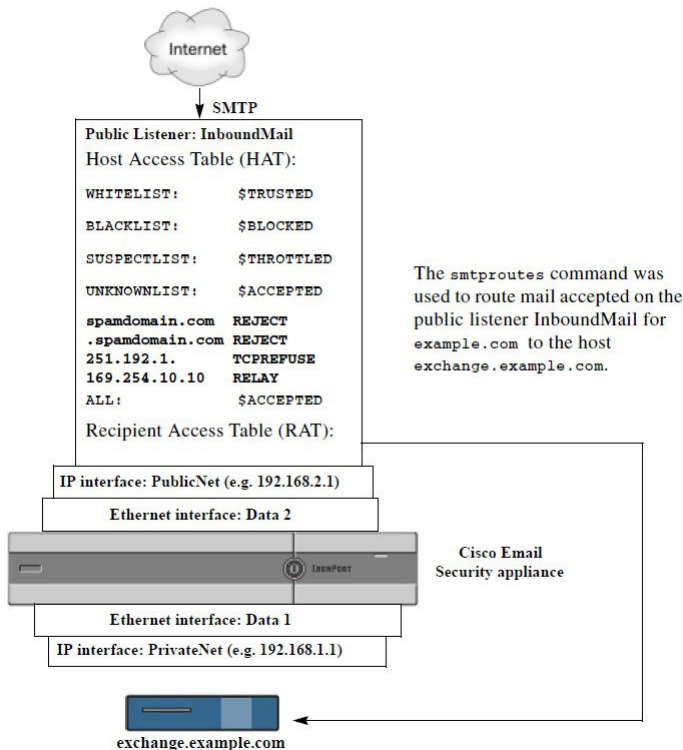 Internet
SMTP
Public Listener: InboundMail
Host Access Table (HAT):
WHITELIST: $TRUSTED
BLACKLIST: $BLOCKED
SUSPECTLIST: $THROTTLED
UNKNOWNLIST: $ACCEPTED
spamdomain.com REJECT
.spamdomain.com REJECT
251.192.1. TCPREFUSE
169.254.10.10 RELAY
ALL: $ACCEPTED
Recipient Access Table (RAT):
The smtproutes command was
used to route mail accepted on the
public listener InboundMail for
example.com to the host
exchange.example.com.
IP interface: PublicNet (e.g. 192.168.2.1)
Ethernet interface: Data 2
IRONPORT
Cisco Email
Security appliance
Ethernet interface: Data 1
IP interface: PrivateNet (e.g. 192.168.1.1)
exchange.example.com